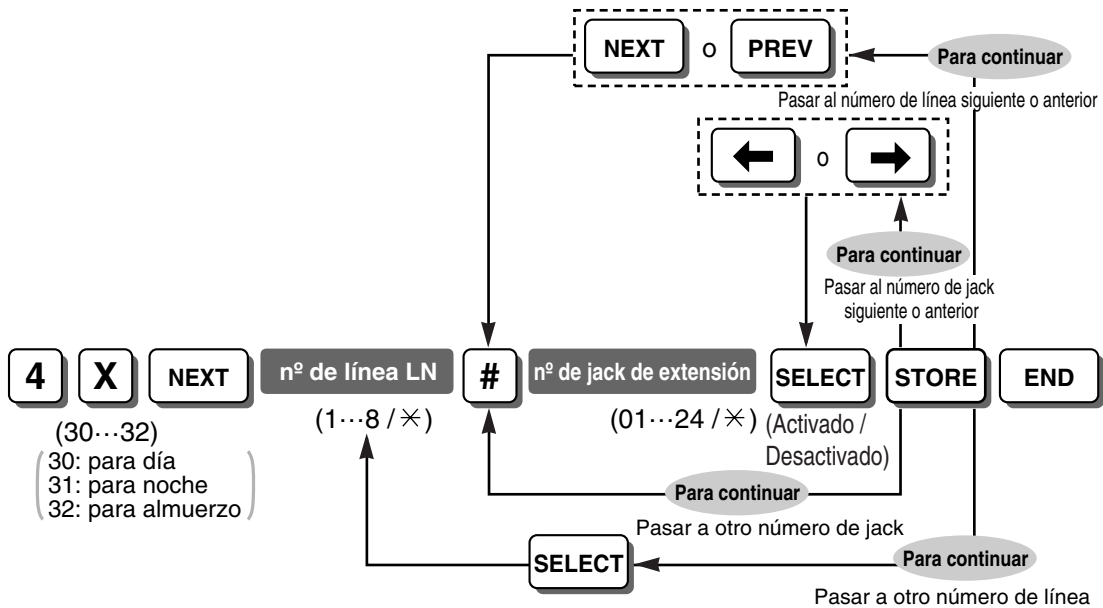 NEXT o PREV Para continuar
Pasar al número de línea siguiente o anterior
← o →
Para continuar
Pasar al número de jack
siguiente o anterior
4 X NEXT nº de línea LN # nº de jack de extensión SELECT STORE END
(30···32) (1···8 / ✳) (01···24 / ✳) (Activado /
Desactivado)
30: para día
31: para noche
32: para almuerzo
Para continuar
Pasar a otro número de jack
SELECT Para continuar
Pasar a otro número de línea